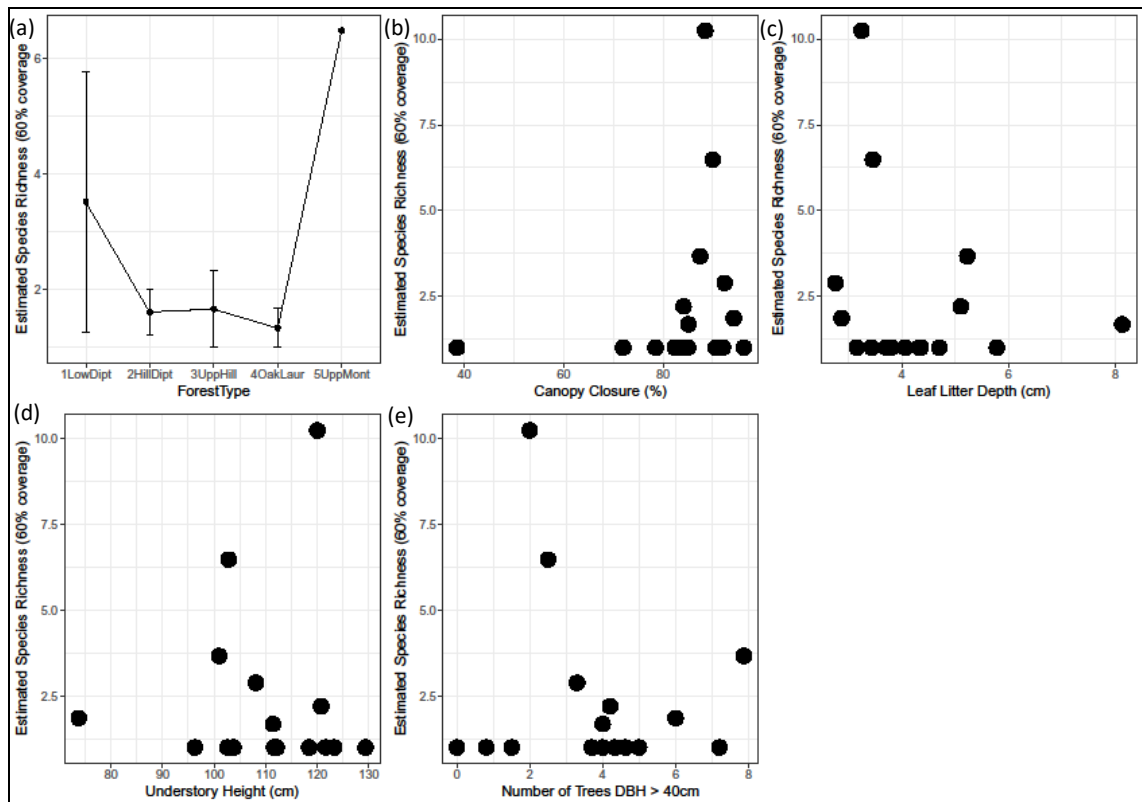 (a)
Estimated Species Richness (60% coverage)
6
4
2
1LowDipt 2HillDipt 3UppHill 4OakLaur 5UppMont
ForestType
(b)
Estimated Species Richness (60% coverage)
10.0
7.5
5.0
2.5
40 60 80
Canopy Closure (%)
(c)
Estimated Species Richness (60% coverage)
10.0
7.5
5.0
2.5
4 6 8
Leaf Litter Depth (cm)
(d)
Estimated Species Richness (60% coverage)
10.0
7.5
5.0
2.5
80 90 100 110 120 130
Understory Height (cm)
(e)
Estimated Species Richness (60% coverage)
10.0
7.5
5.0
2.5
0 2 4 6 8
Number of Trees DBH > 40cm